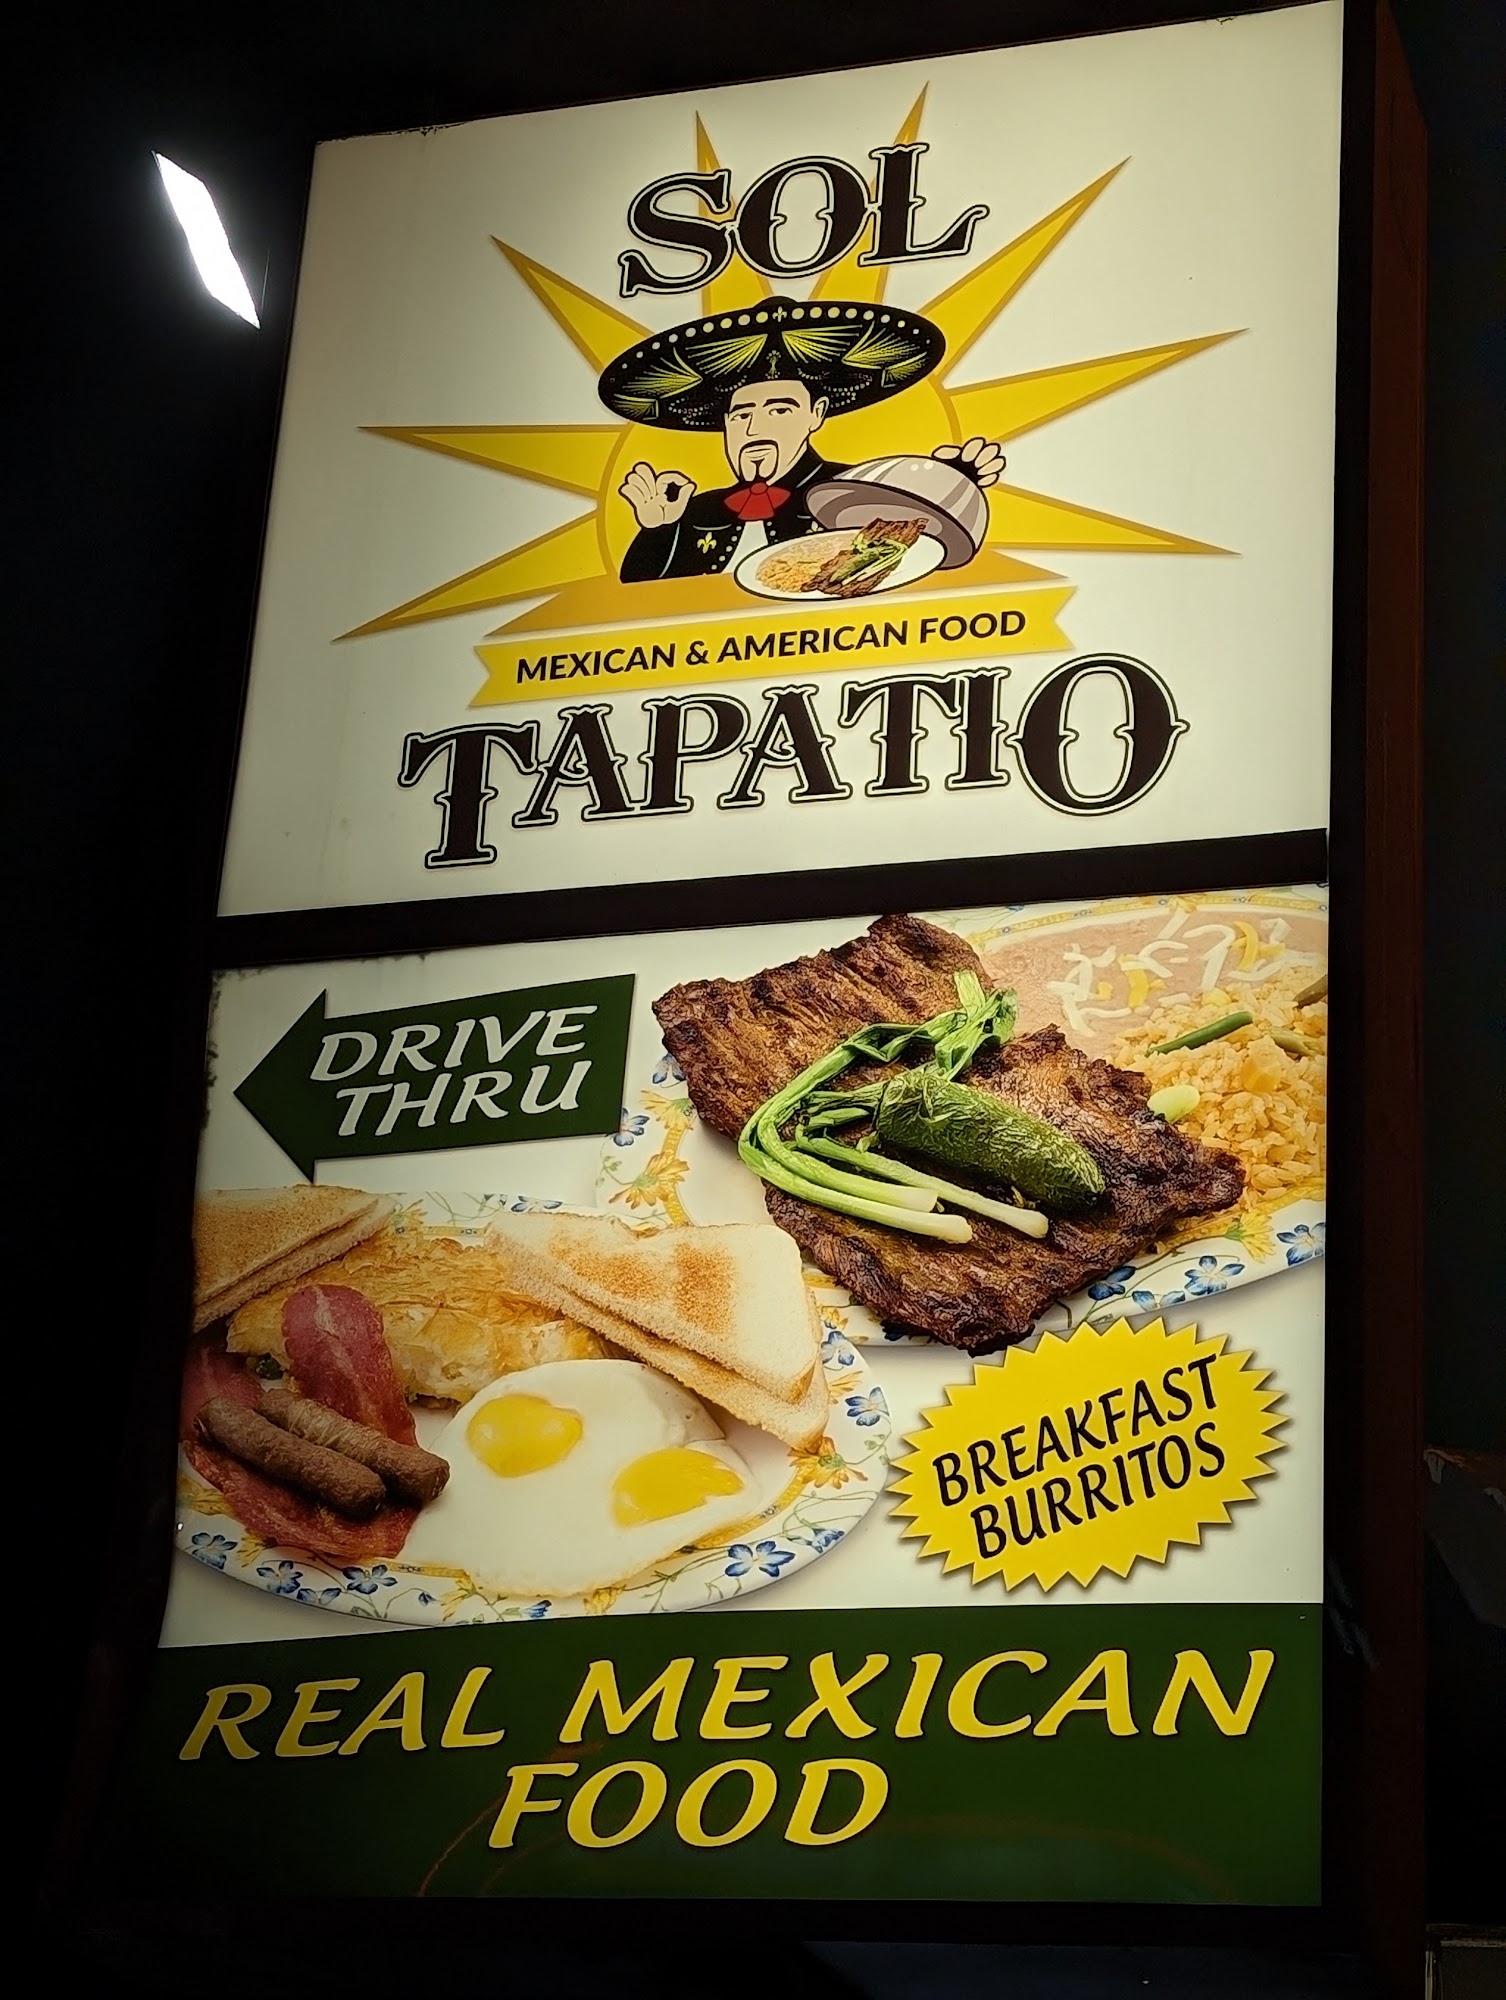 SOL
MEXICAN & AMERICAN FOOD
TAPATIO
DRIVE
THRU
BREAKFAST
BURRITOS
REAL MEXICAN
FOOD